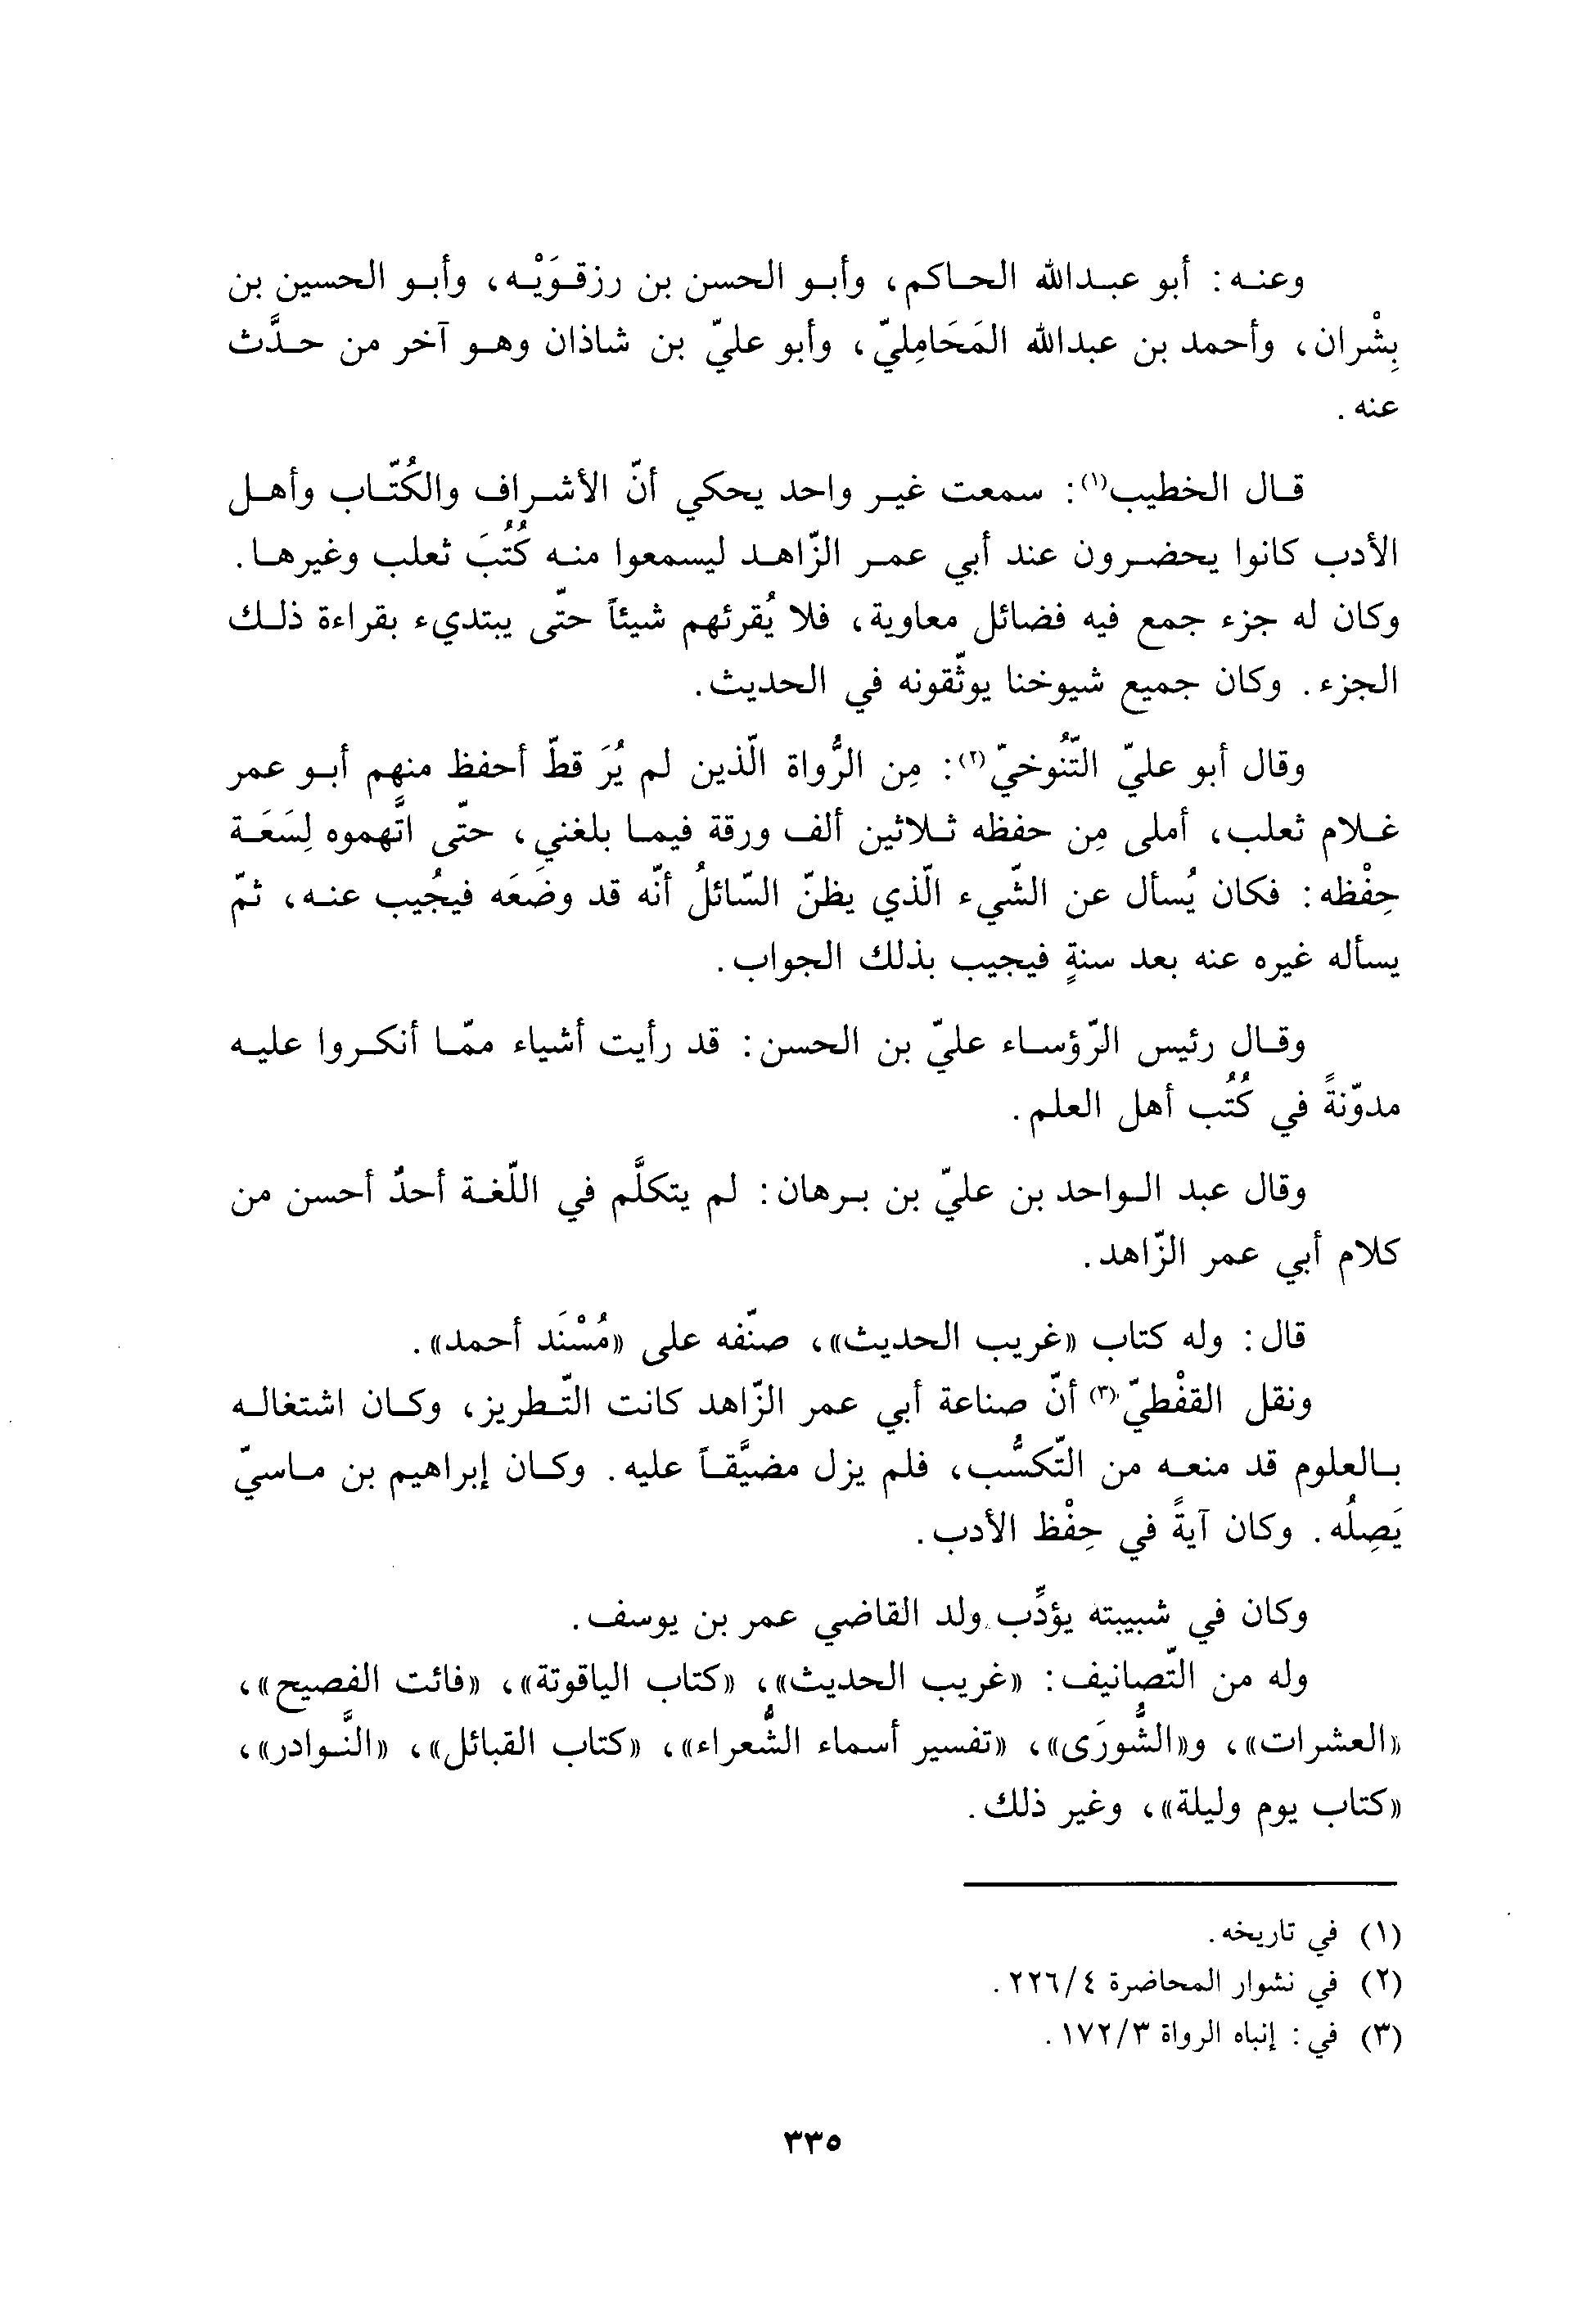 وعنه: أبو عبدالله الحاكم، وأبو الحسن بن رزقوَيْه، وأبو الحسين بن
بِشْران، وأحمد بن عبدالله المَحَامِليّ، وأبو عليّ بن شاذان وهو آخر من حدَّث
عنه.
قال الخطيب(١): سمعت غير واحد يحكي أنّ الأشراف والكُتّاب وأهل
الأدب كانوا يحضرون عند أبي عمر الزّاهد ليسمعوا منه كُتُبَ ثعلب وغيرها.
وكان له جزء جمع فيه فضائل معاوية، فلا يُقرئهم شيئاً حتّى يبتديء بقراءة ذلك
الجزء. وكان جميع شيوخنا يوثّقونه في الحديث.
وقال أبو عليّ التّنُوخيّ(٢): مِن الرُّواة الّذين لم يُرَ قطّ أحفظ منهم أبو عمر
غلام ثعلب، أملى مِن حفظه ثلاثين ألف ورقة فيما بلغني، حتّى اتَّهموه لِسَعَة
حِفْظه: فكان يُسأل عن الشّيء الّذي يظنّ السّائلُ أنّه قد وضَعَه فيجُيب عنه، ثمّ
يسأله غيره عنه بعد سنةٍ فيجيب بذلك الجواب.
وقال رئيس الرّؤساء عليّ بن الحسن: قد رأيت أشياء ممّا أنكروا عليه
مدوّنةً في كُتُب أهل العلم.
وقال عبد الواحد بن عليّ بن برهان: لم يتكلَّم في اللّغة أحدٌ أحسن من
كلام أبي عمر الزّاهد.
قال: وله كتاب «غريب الحديث»، صنّفه على «مُسْنَد أحمد».
ونقل القفْطيّ(٣) أنّ صناعة أبي عمر الزّاهد كانت التّطريز، وكان اشتغاله
بالعلوم قد منعه من التّكسُّب، فلم يزل مضيَّقاً عليه. وكان إبراهيم بن ماسيّ
يَصِلُه. وكان آيةً في حِفْظ الأدب.
وكان في شبيبته يؤدِّب ولد القاضي عمر بن يوسف.
وله من التّصانيف: «غريب الحديث»، «كتاب الياقوتة»، «فائت الفصيح»،
«العشرات»، و«الشُّورَى»، «تفسير أسماء الشُّعراء»، «كتاب القبائل»، «النَّوادر»،
«كتاب يوم وليلة»، وغير ذلك.
(١) في تاريخه.
(٢) في نشوار المحاضرة ٢٢٦/٤.
(٣) في: إنباه الرواة ١٧٢/٣.
٣٣٥